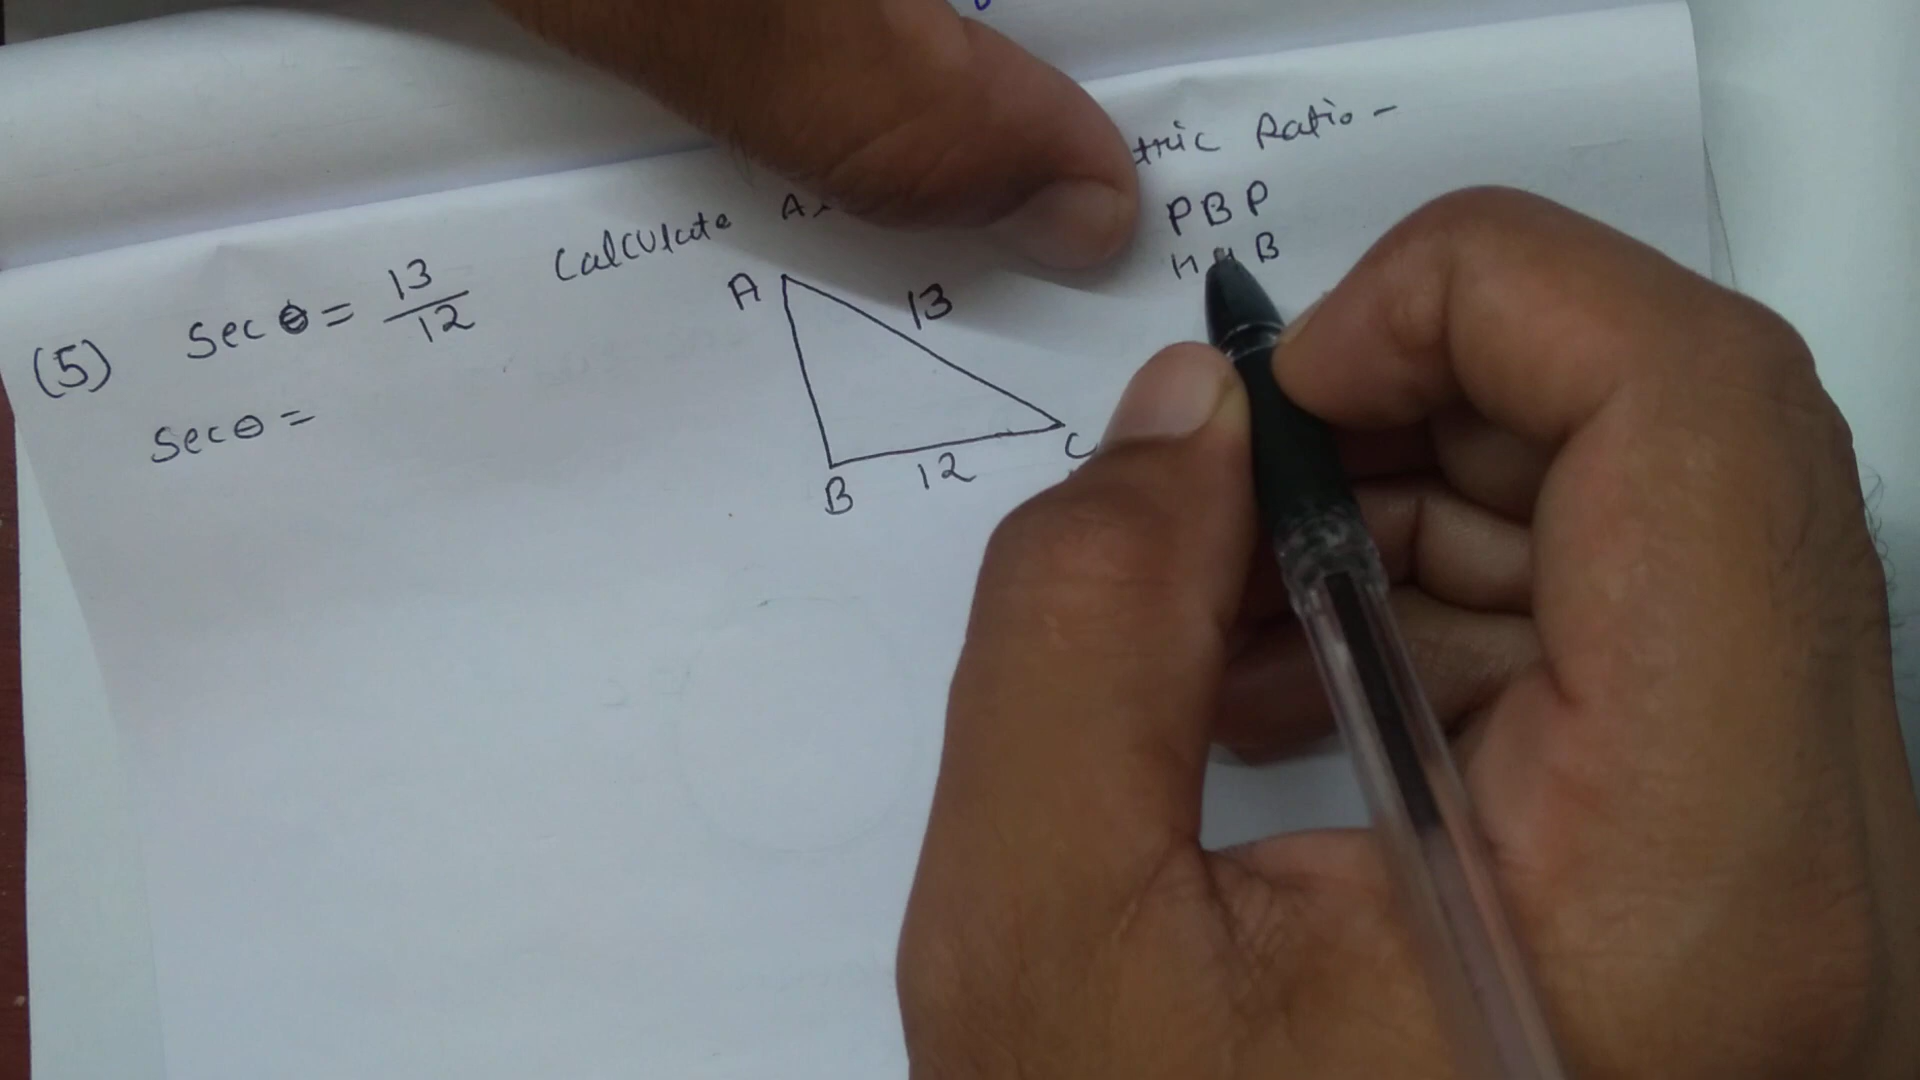 (5) Sec θ = 13/12 Calculate tric Ratio -
Sec θ =
P B P
H H B
A
13
B
12
C